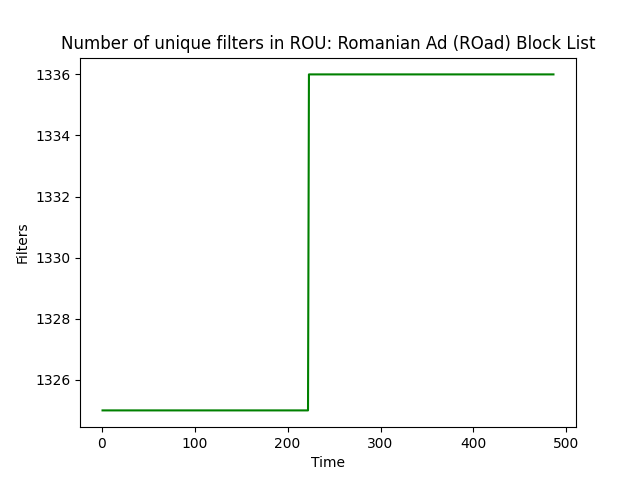 Number of unique filters in ROU: Romanian Ad (ROad) Block List
1336
1334
1332
1330
1328
1326
Filters
0 100 200 300 400 500
Time